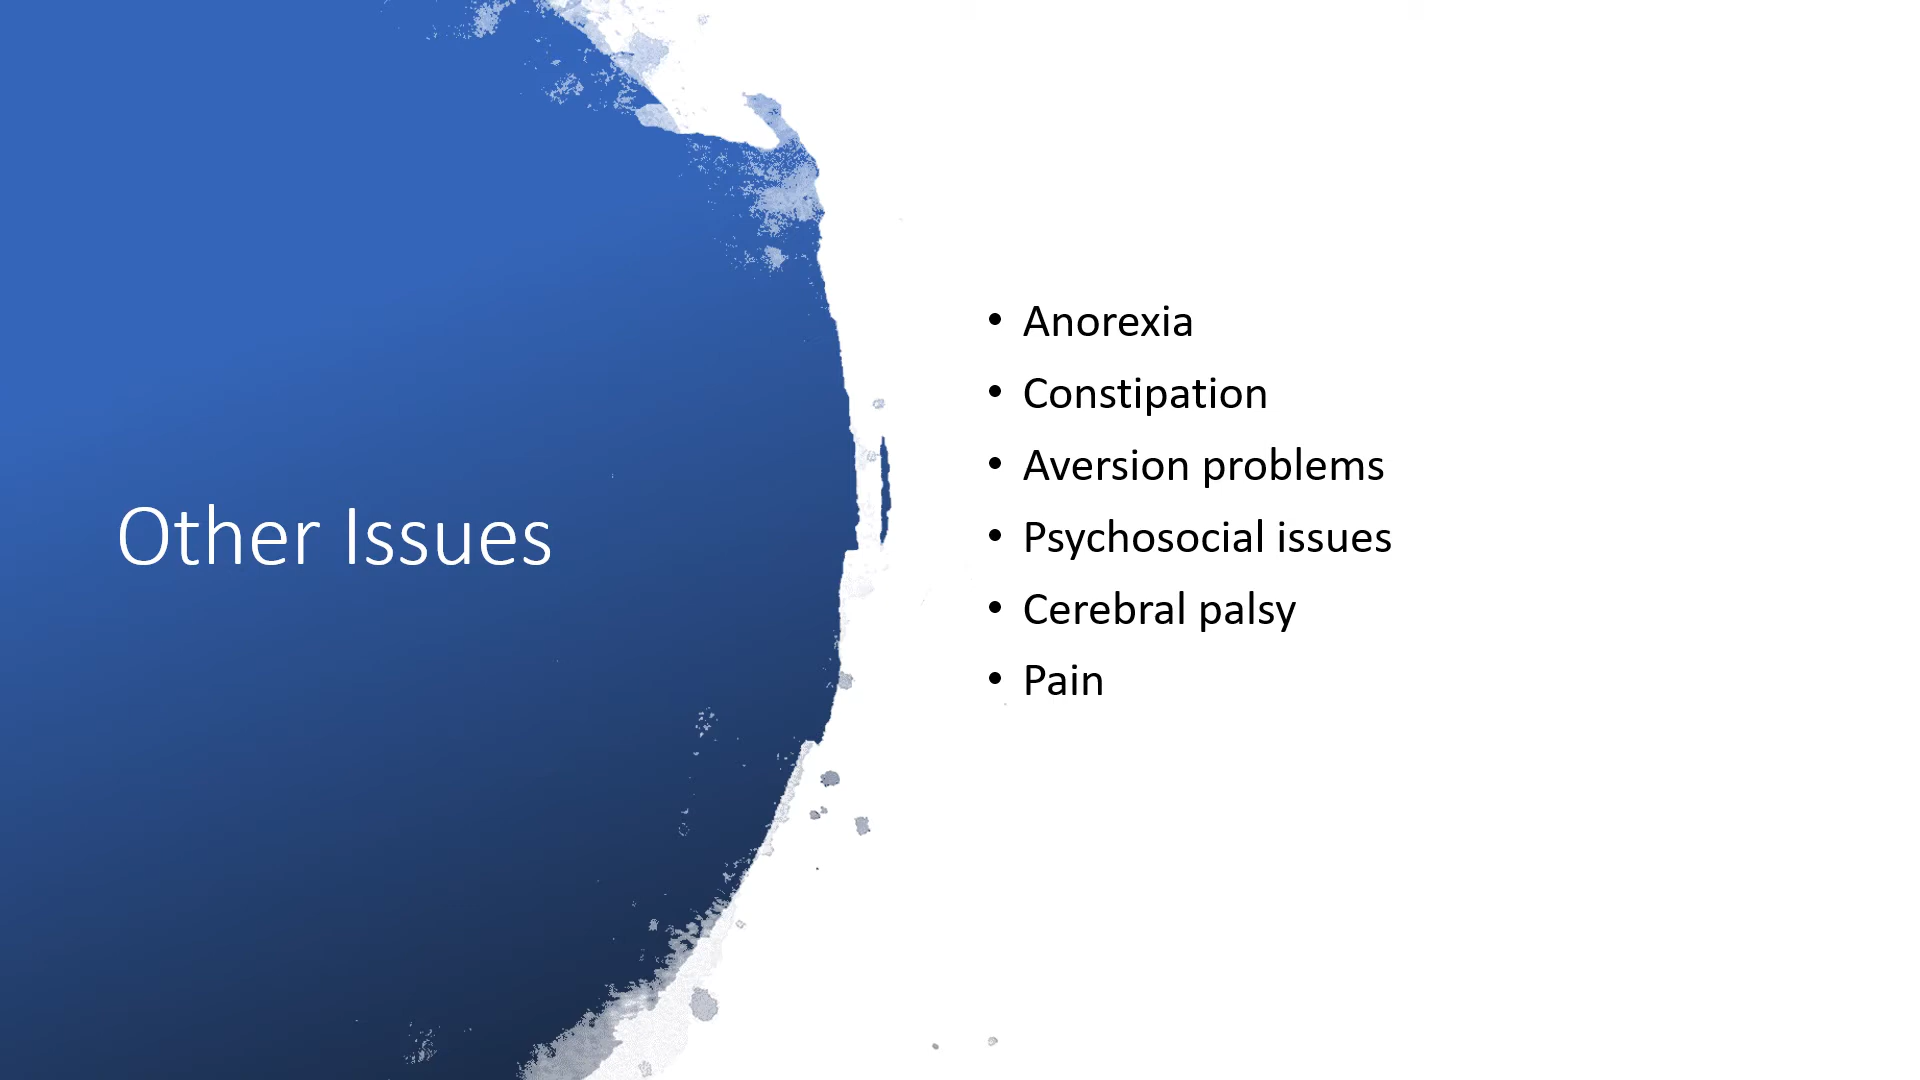 Other Issues
• Anorexia
• Constipation
• Aversion problems
• Psychosocial issues
• Cerebral palsy
• Pain